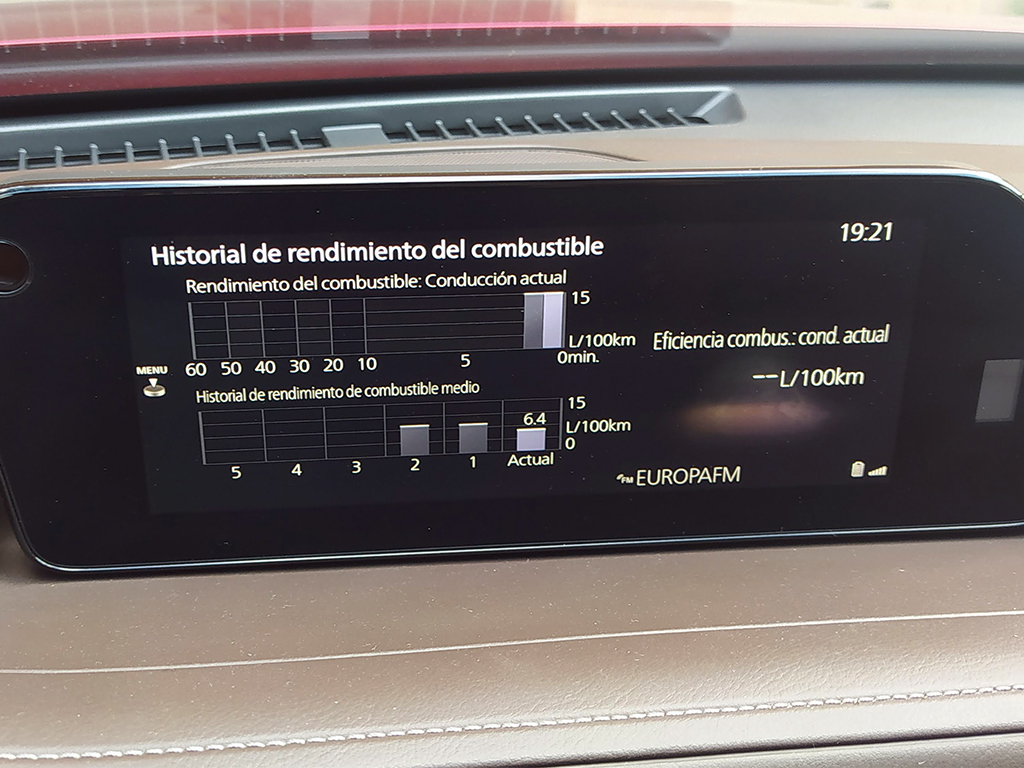 Historial de rendimiento del combustible
19:21
Rendimiento del combustible: Conducción actual
15
L/100km
60 50 40 30 20 10 5 0min.
MENU
Eficiencia combus.: cond. actual
--L/100km
Historial de rendimiento de combustible medio
15
6.4
L/100km
0
5 4 3 2 1 Actual
FM EUROPAFM